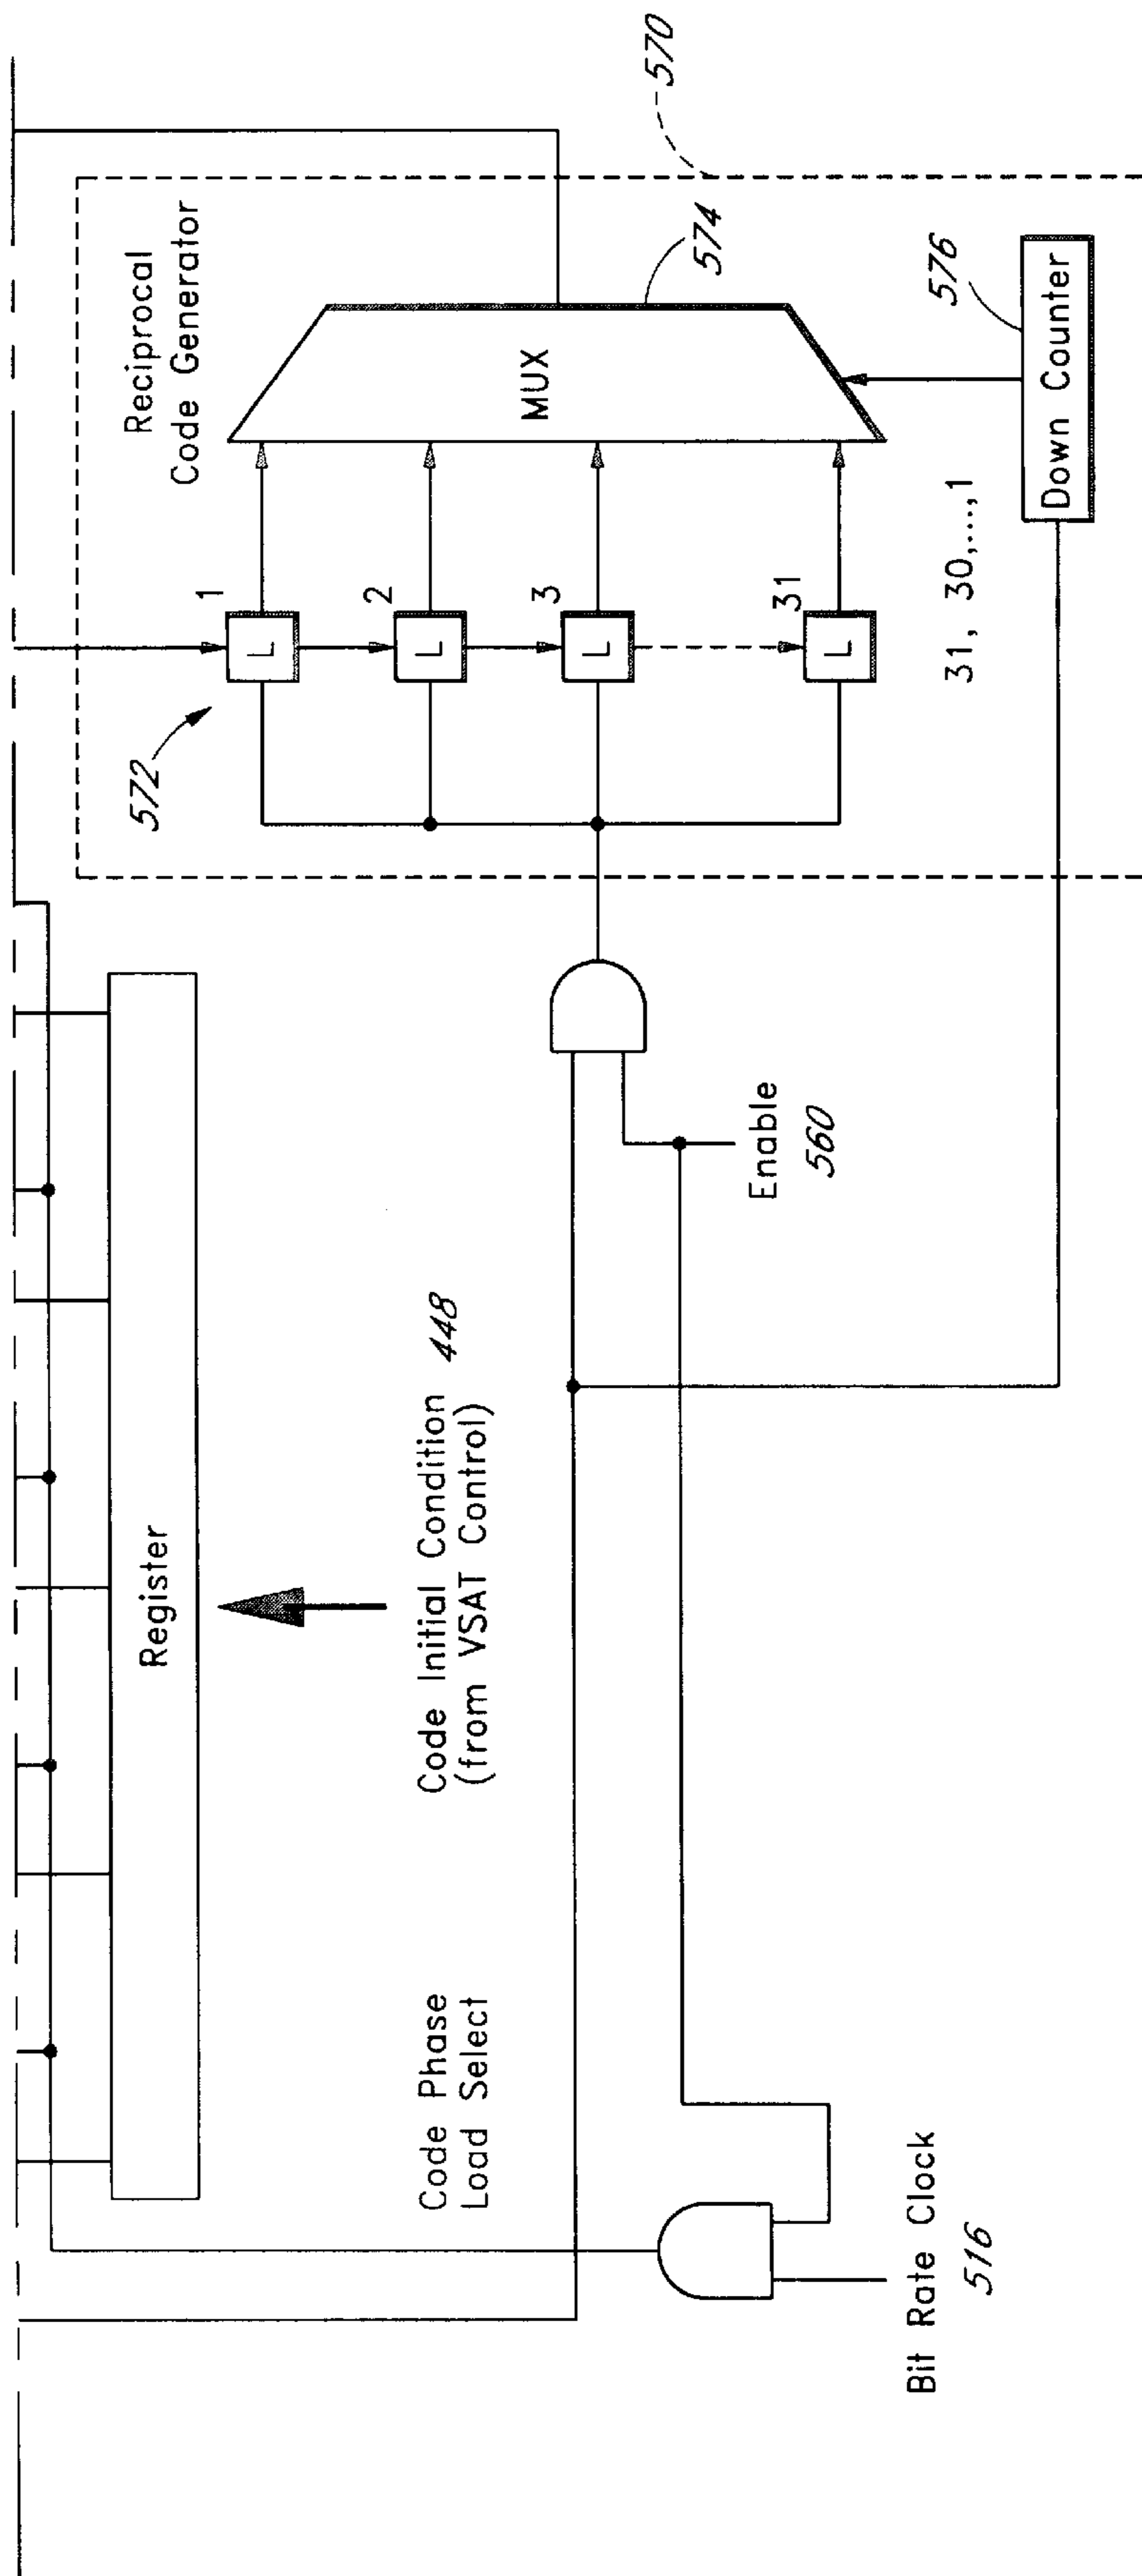 Register
Code Initial Condition 448
(from VSAT Control)
Code Phase
Load Select
Bit Rate Clock
516
Enable
560
Reciprocal
Code Generator
572
1
L
2
L
3
L
31
L
MUX
574
570
31, 30,...,1
576
Down Counter